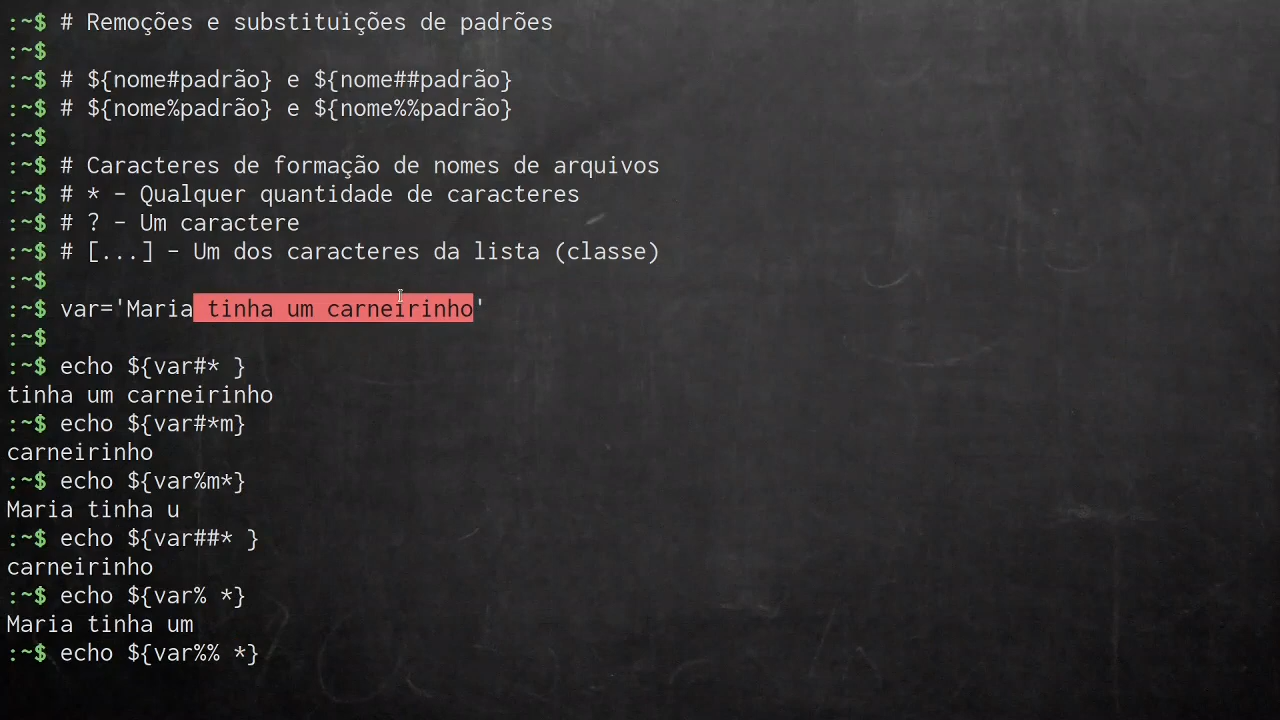 :~$ # Remoções e substituições de padrões
:~$
:~$ # ${nome#padrão} e ${nome##padrão}
:~$ # ${nome%padrão} e ${nome%%padrão}
:~$
:~$ # Caracteres de formação de nomes de arquivos
:~$ # * - Qualquer quantidade de caracteres
:~$ # ? - Um caractere
:~$ # [...] - Um dos caracteres da lista (classe)
:~$
:~$ var='Maria tinha um carneirinho'
:~$
:~$ echo ${var#* }
tinha um carneirinho
:~$ echo ${var#*m}
carneirinho
:~$ echo ${var%m*}
Maria tinha u
:~$ echo ${var##* }
carneirinho
:~$ echo ${var% *}
Maria tinha um
:~$ echo ${var%% *}